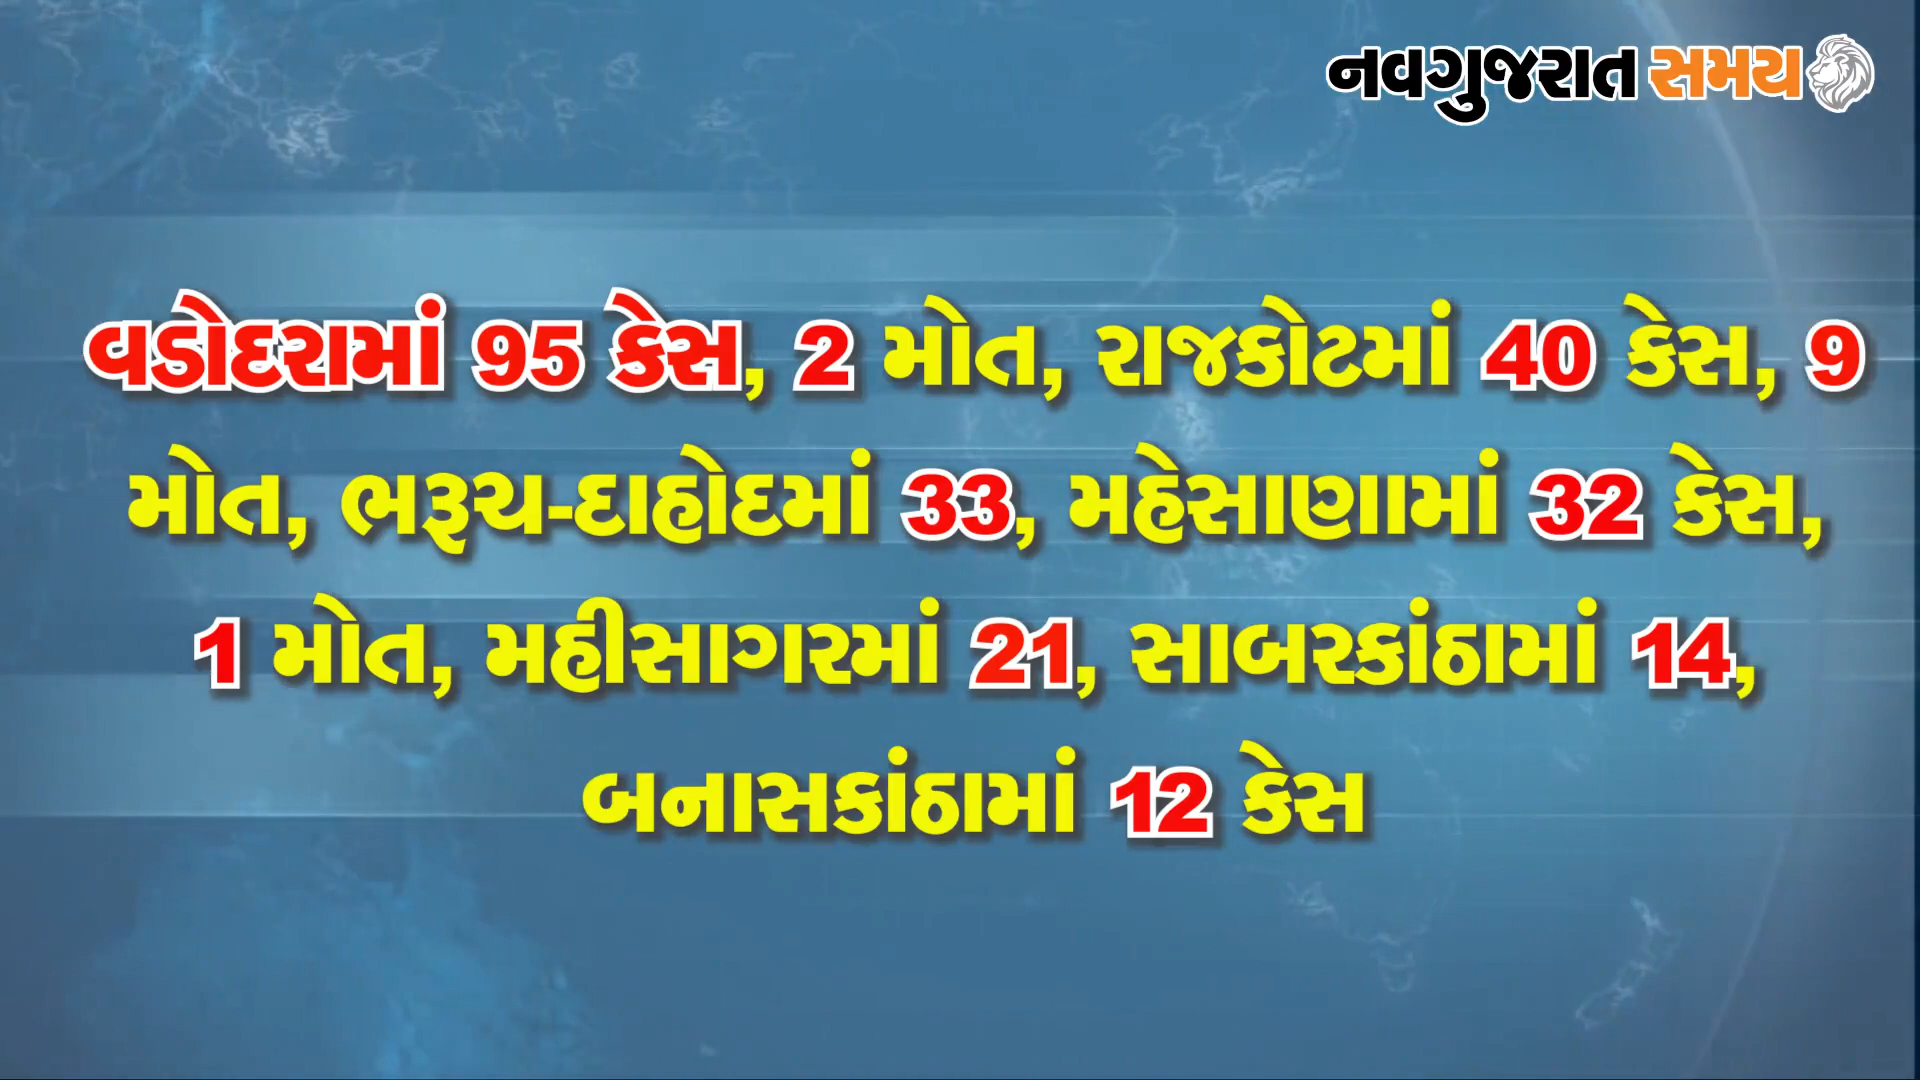 નવગુજરાત સમય
વડોદરામાં 95 કેસ, 2 મોત, રાજકોટમાં 40 કેસ, 9
મોત, ભરૂચ-દાહોદમાં 33, મહેસાણામાં 32 કેસ,
1 મોત, મહીસાગરમાં 21, સાબરકાંઠામાં 14,
બનાસકાંઠામાં 12 કેસ